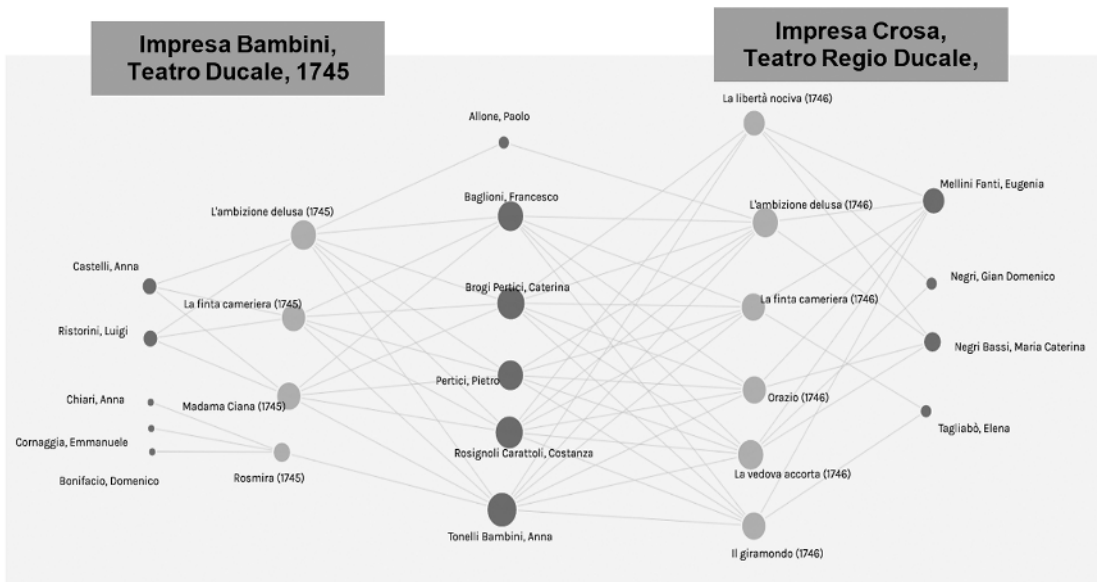 Impresa Bambini,
Teatro Ducale, 1745
Impresa Crosa,
Teatro Regio Ducale,
La libertà nociva (1746)
Allone, Paolo
Mellini Fanti, Eugenia
Baglioni, Francesco
L'ambizione delusa (1746)
L'ambizione delusa (1745)
Castelli, Anna
Negri, Gian Domenico
Brogi Pertici, Caterina
La finta cameriera (1746)
La finta cameriera (1745)
Ristorini, Luigi
Negri Bassi, Maria Caterina
Pertici, Pietro
Chiari, Anna
Orazio (1746)
Madama Ciana (1745)
Tagliabò, Elena
Cornaggia, Emmanuele
Rosignoli Carattoli, Costanza
La vedova accorta (1746)
Rosmira (1745)
Bonifacio, Domenico
Tonelli Bambini, Anna
Il giramondo (1746)